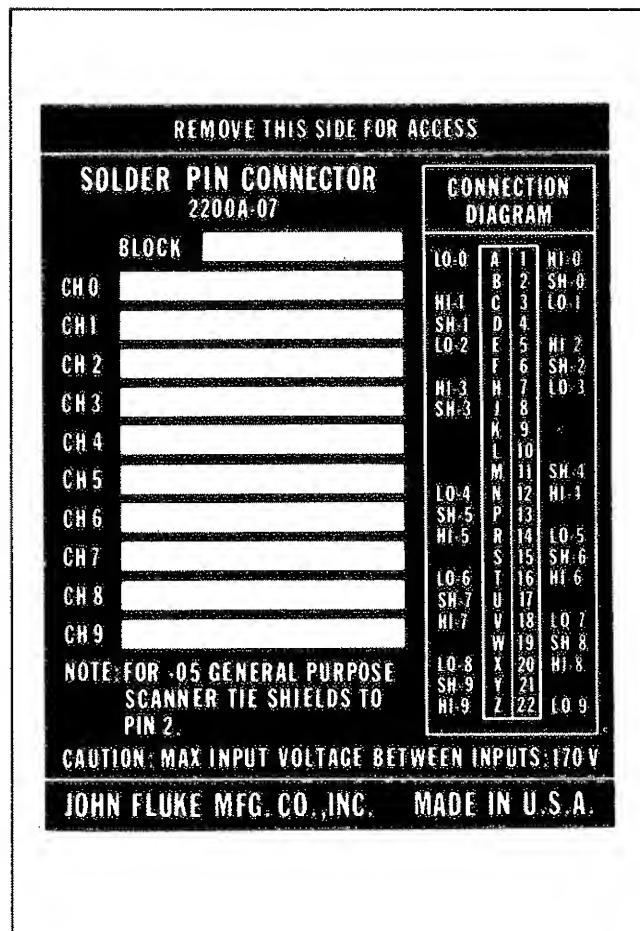 REMOVE THIS SIDE FOR ACCESS
SOLDER PIN CONNECTOR
2200A-07
BLOCK
CH 0
CH 1
CH 2
CH 3
CH 4
CH 5
CH 6
CH 7
CH 8
CH 9
NOTE: FOR -05 GENERAL PURPOSE
SCANNER TIE SHIELDS TO
PIN 2.
CONNECTION
DIAGRAM
LO-0 A 1 HI-0
B 2 SH-0
HI-1 C 3 LO-1
SH-1 D 4
LO-2 E 5 HI-2
F 6 SH-2
HI-3 H 7 LO-3
SH-3 J 8
K 9
L 10
M 11 SH-4
LO-4 N 12 HI-4
SH-5 P 13
HI-5 R 14 LO-5
S 15 SH-6
LO-6 T 16 HI-6
SH-7 U 17
HI-7 V 18 LO-7
W 19 SH-8
LO-8 X 20 HI-8
SH-9 Y 21
HI-9 Z 22 LO-9
CAUTION: MAX INPUT VOLTAGE BETWEEN INPUTS: 170 V
JOHN FLUKE MFG. CO., INC. MADE IN U.S.A.